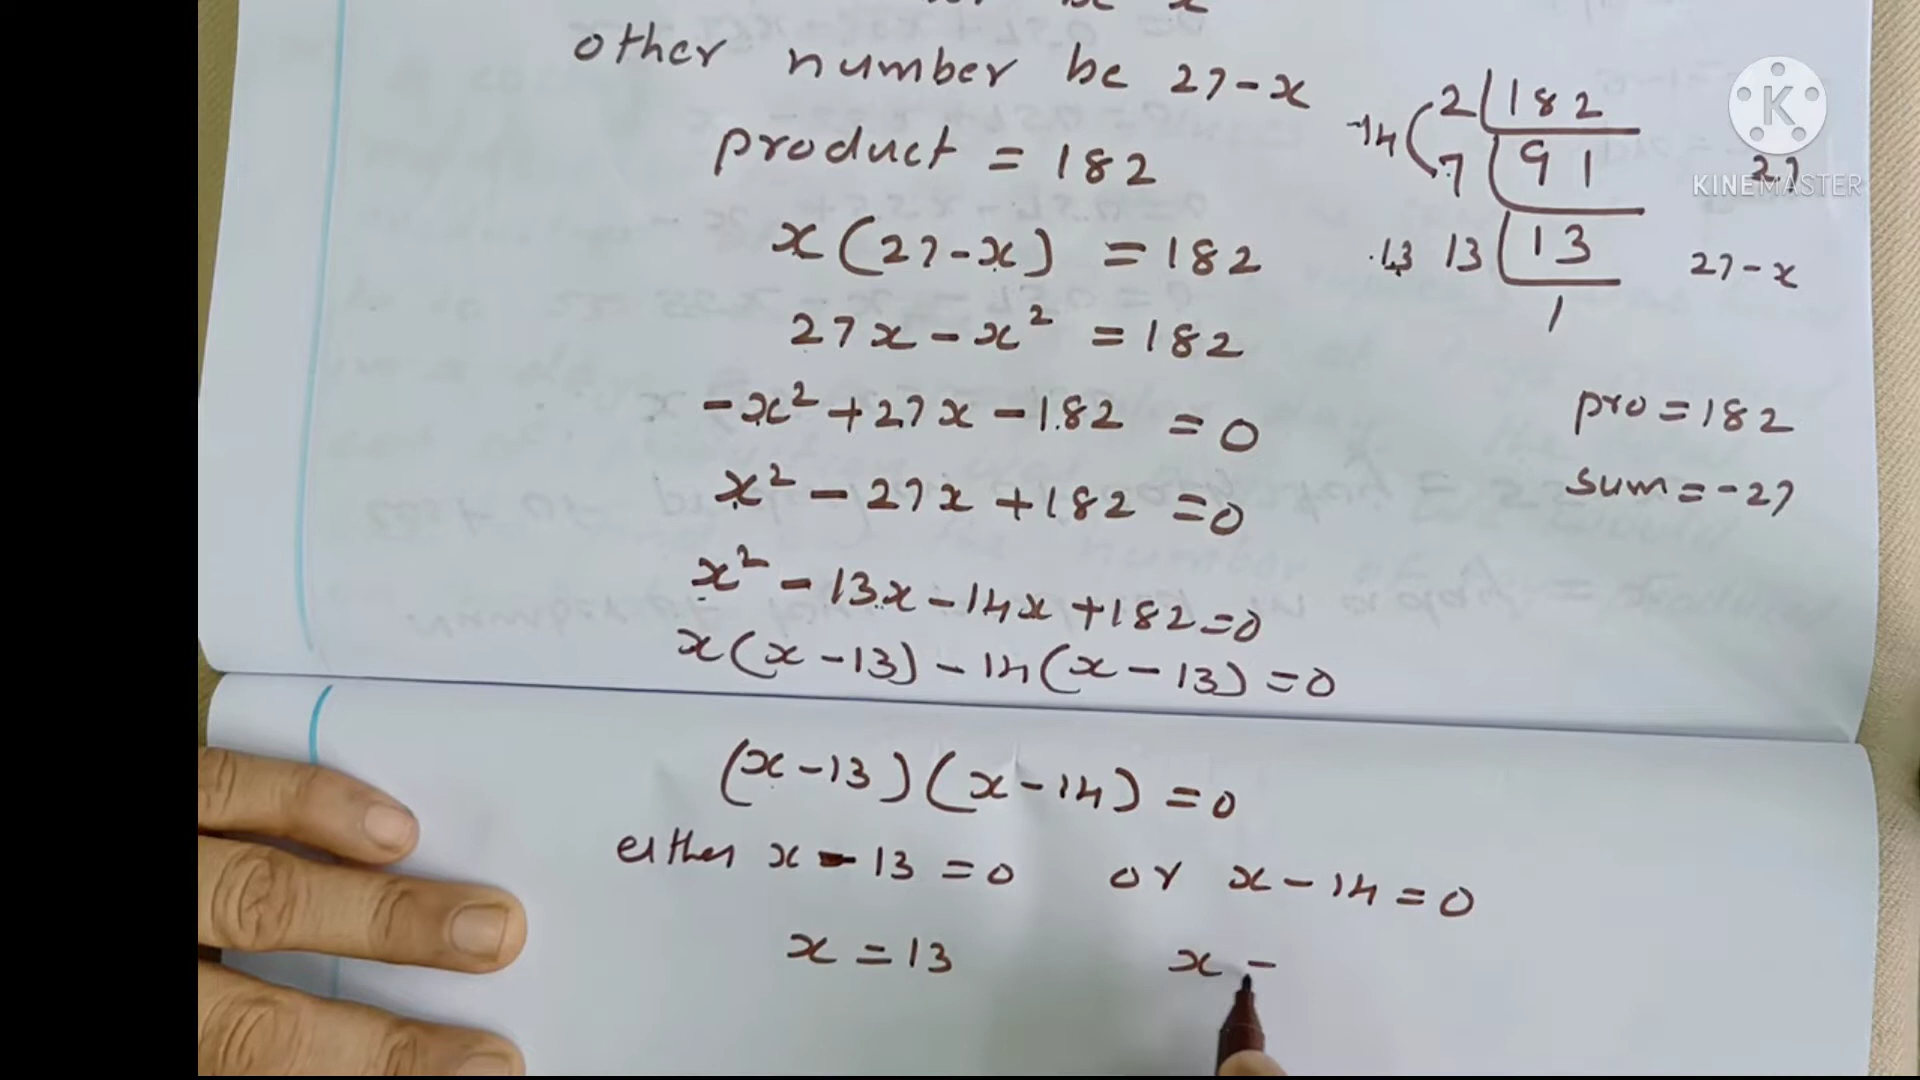 be x
other number be 27-x
product = 182
x(27-x) = 182
27x - x² = 182
-x² + 27x - 182 = 0
x² - 27x + 182 = 0
x² - 13x - 14x + 182 = 0
x(x - 13) - 14(x - 13) = 0
(x - 13)(x - 14) = 0
either x - 13 = 0 or x - 14 = 0
x = 13 x -
2 182
-14 7 91
13 13 13
1
27
27-x
pro = 182
sum = -27
K
KINEMASTER